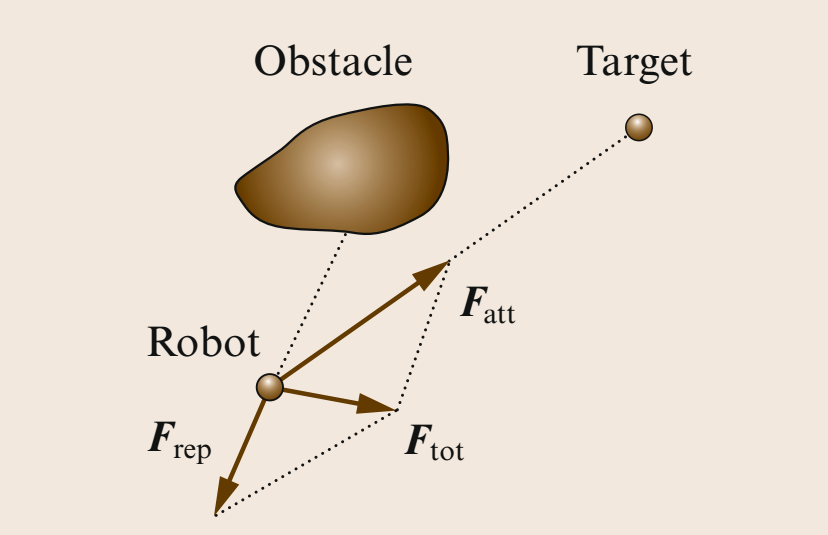 Obstacle
Target
F_att
Robot
F_rep
F_tot